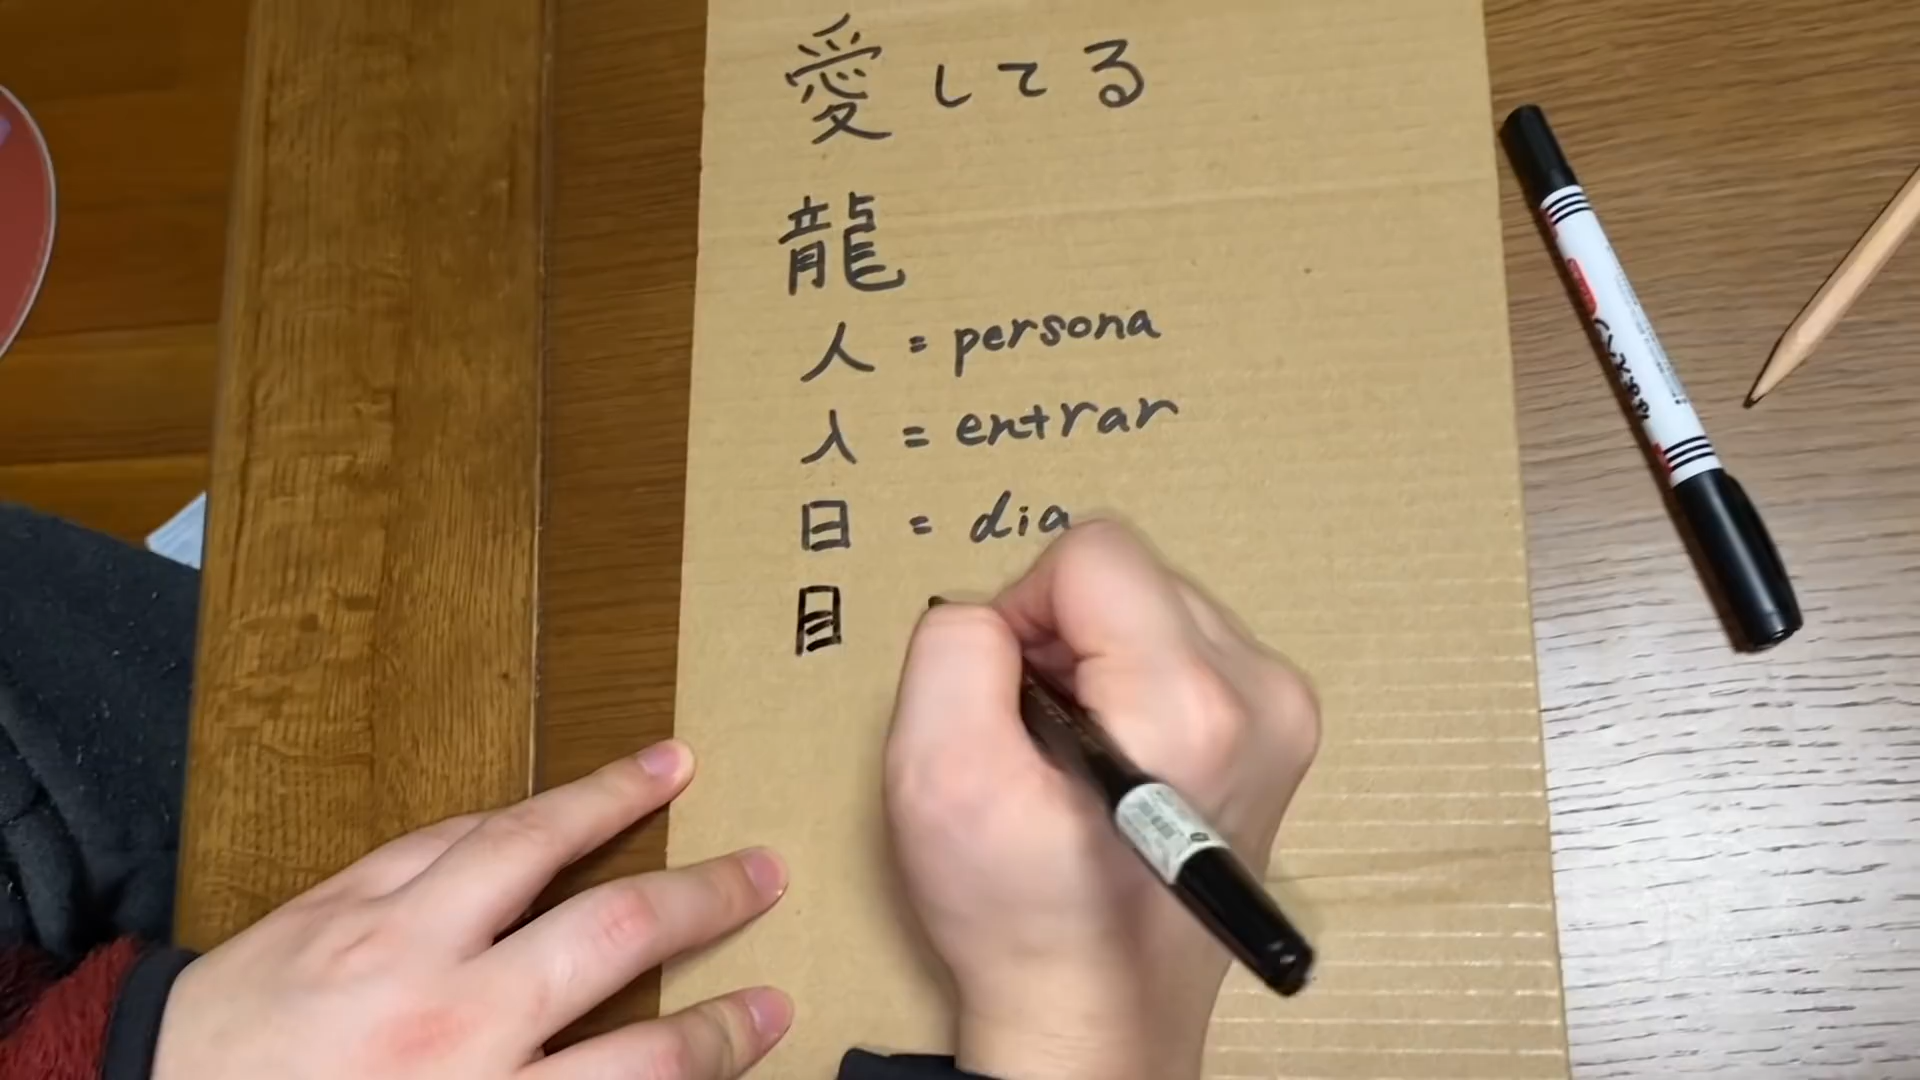 愛してる
龍
人 = persona
入 = entrar
日 = dia
目